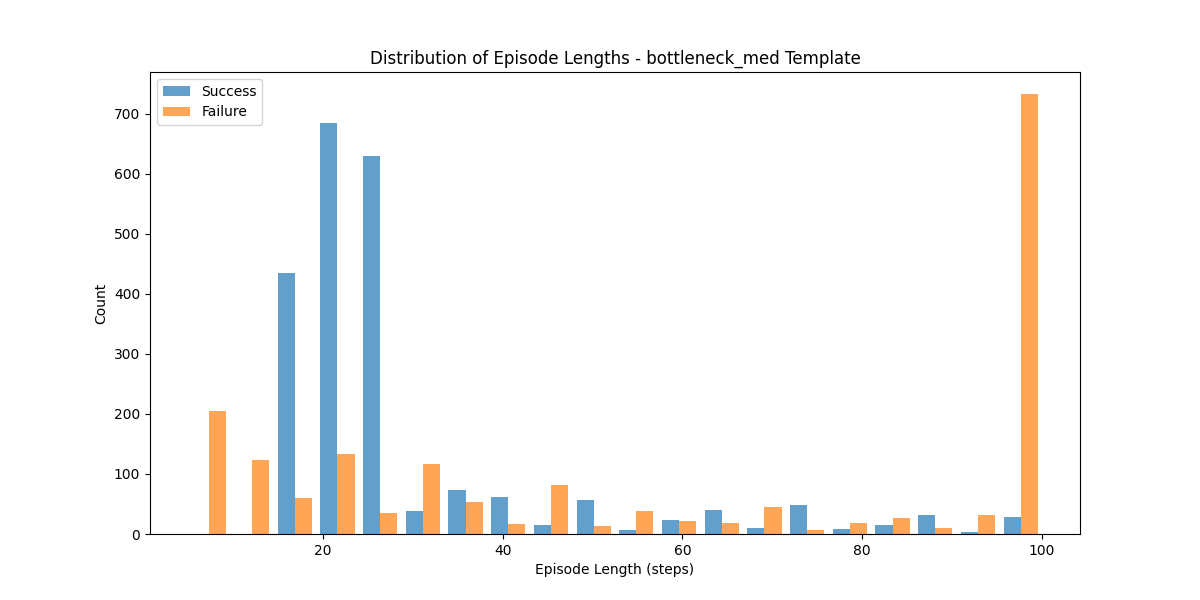 Distribution of Episode Lengths - bottleneck_med Template
Success
Failure
700
600
500
400
300
200
100
0
Count
20
40
60
80
100
Episode Length (steps)